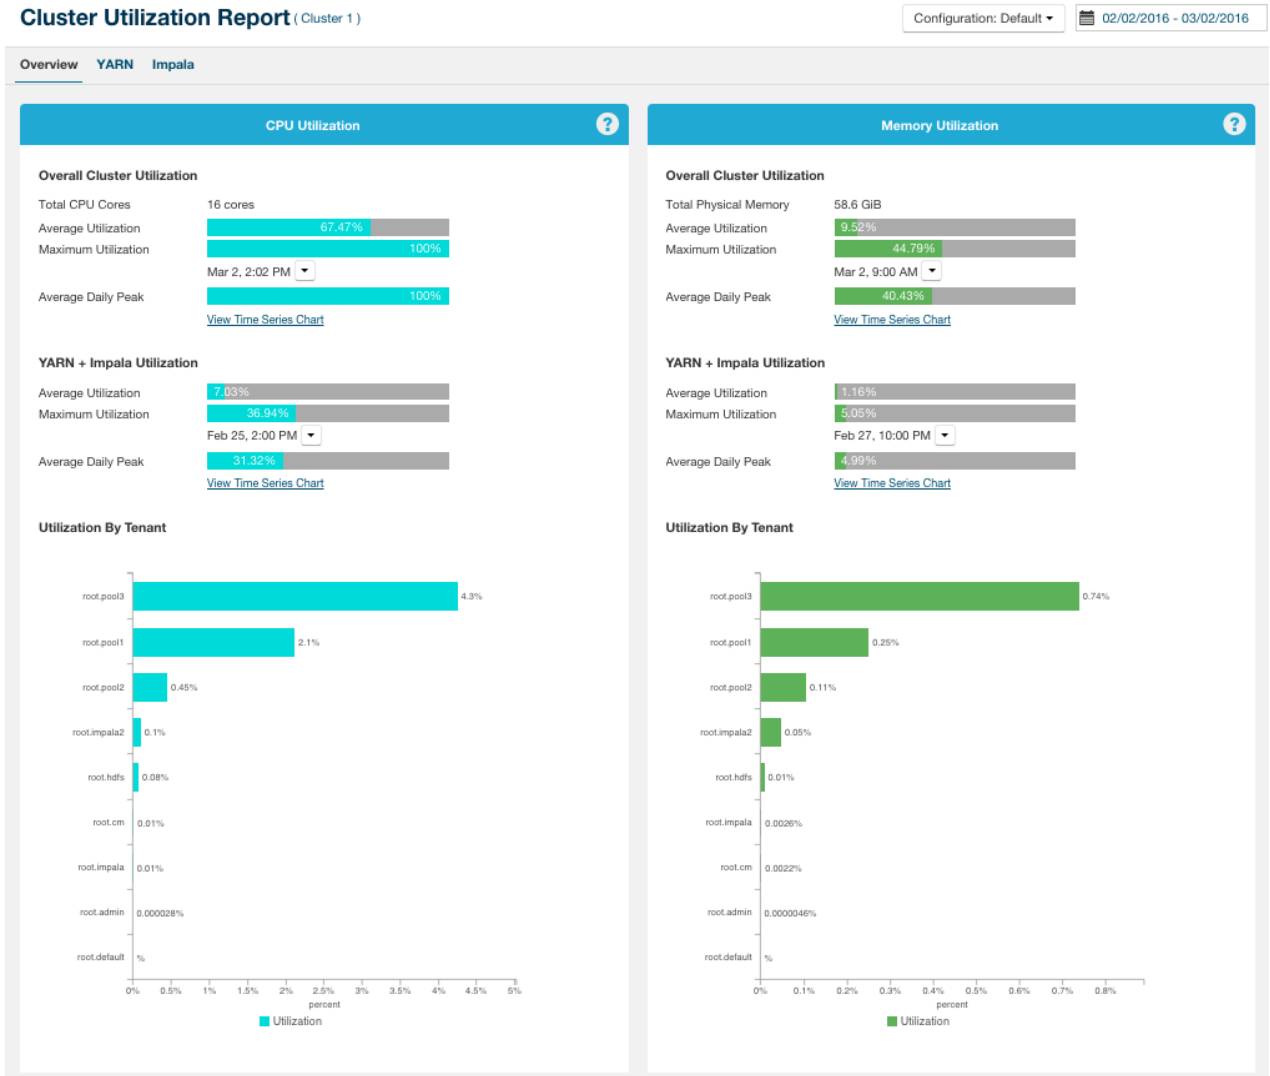 Cluster Utilization Report ( Cluster 1 )
Configuration: Default
02/02/2016 - 03/02/2016
Overview YARN Impala
CPU Utilization ?
Overall Cluster Utilization
Total CPU Cores 16 cores
Average Utilization 67.47%
Maximum Utilization 100%
Mar 2, 2:02 PM
Average Daily Peak 100%
View Time Series Chart
YARN + Impala Utilization
Average Utilization 7.03%
Maximum Utilization 36.94%
Feb 25, 2:00 PM
Average Daily Peak 31.32%
View Time Series Chart
Utilization By Tenant
root.pool3 4.3%
root.pool1 2.1%
root.pool2 0.45%
root.impala2 0.1%
root.hdfs 0.08%
root.cm 0.01%
root.impala 0.01%
root.admin 0.000028%
root.default %
0% 0.5% 1% 1.5% 2% 2.5% 3% 3.5% 4% 4.5% 5%
percent
Utilization
Memory Utilization ?
Overall Cluster Utilization
Total Physical Memory 58.6 GiB
Average Utilization 9.52%
Maximum Utilization 44.79%
Mar 2, 9:00 AM
Average Daily Peak 40.43%
View Time Series Chart
YARN + Impala Utilization
Average Utilization 1.16%
Maximum Utilization 5.05%
Feb 27, 10:00 PM
Average Daily Peak 4.99%
View Time Series Chart
Utilization By Tenant
root.pool3 0.74%
root.pool1 0.25%
root.pool2 0.11%
root.impala2 0.05%
root.hdfs 0.01%
root.impala 0.0026%
root.cm 0.0022%
root.admin 0.0000046%
root.default %
0% 0.1% 0.2% 0.3% 0.4% 0.5% 0.6% 0.7% 0.8%
percent
Utilization